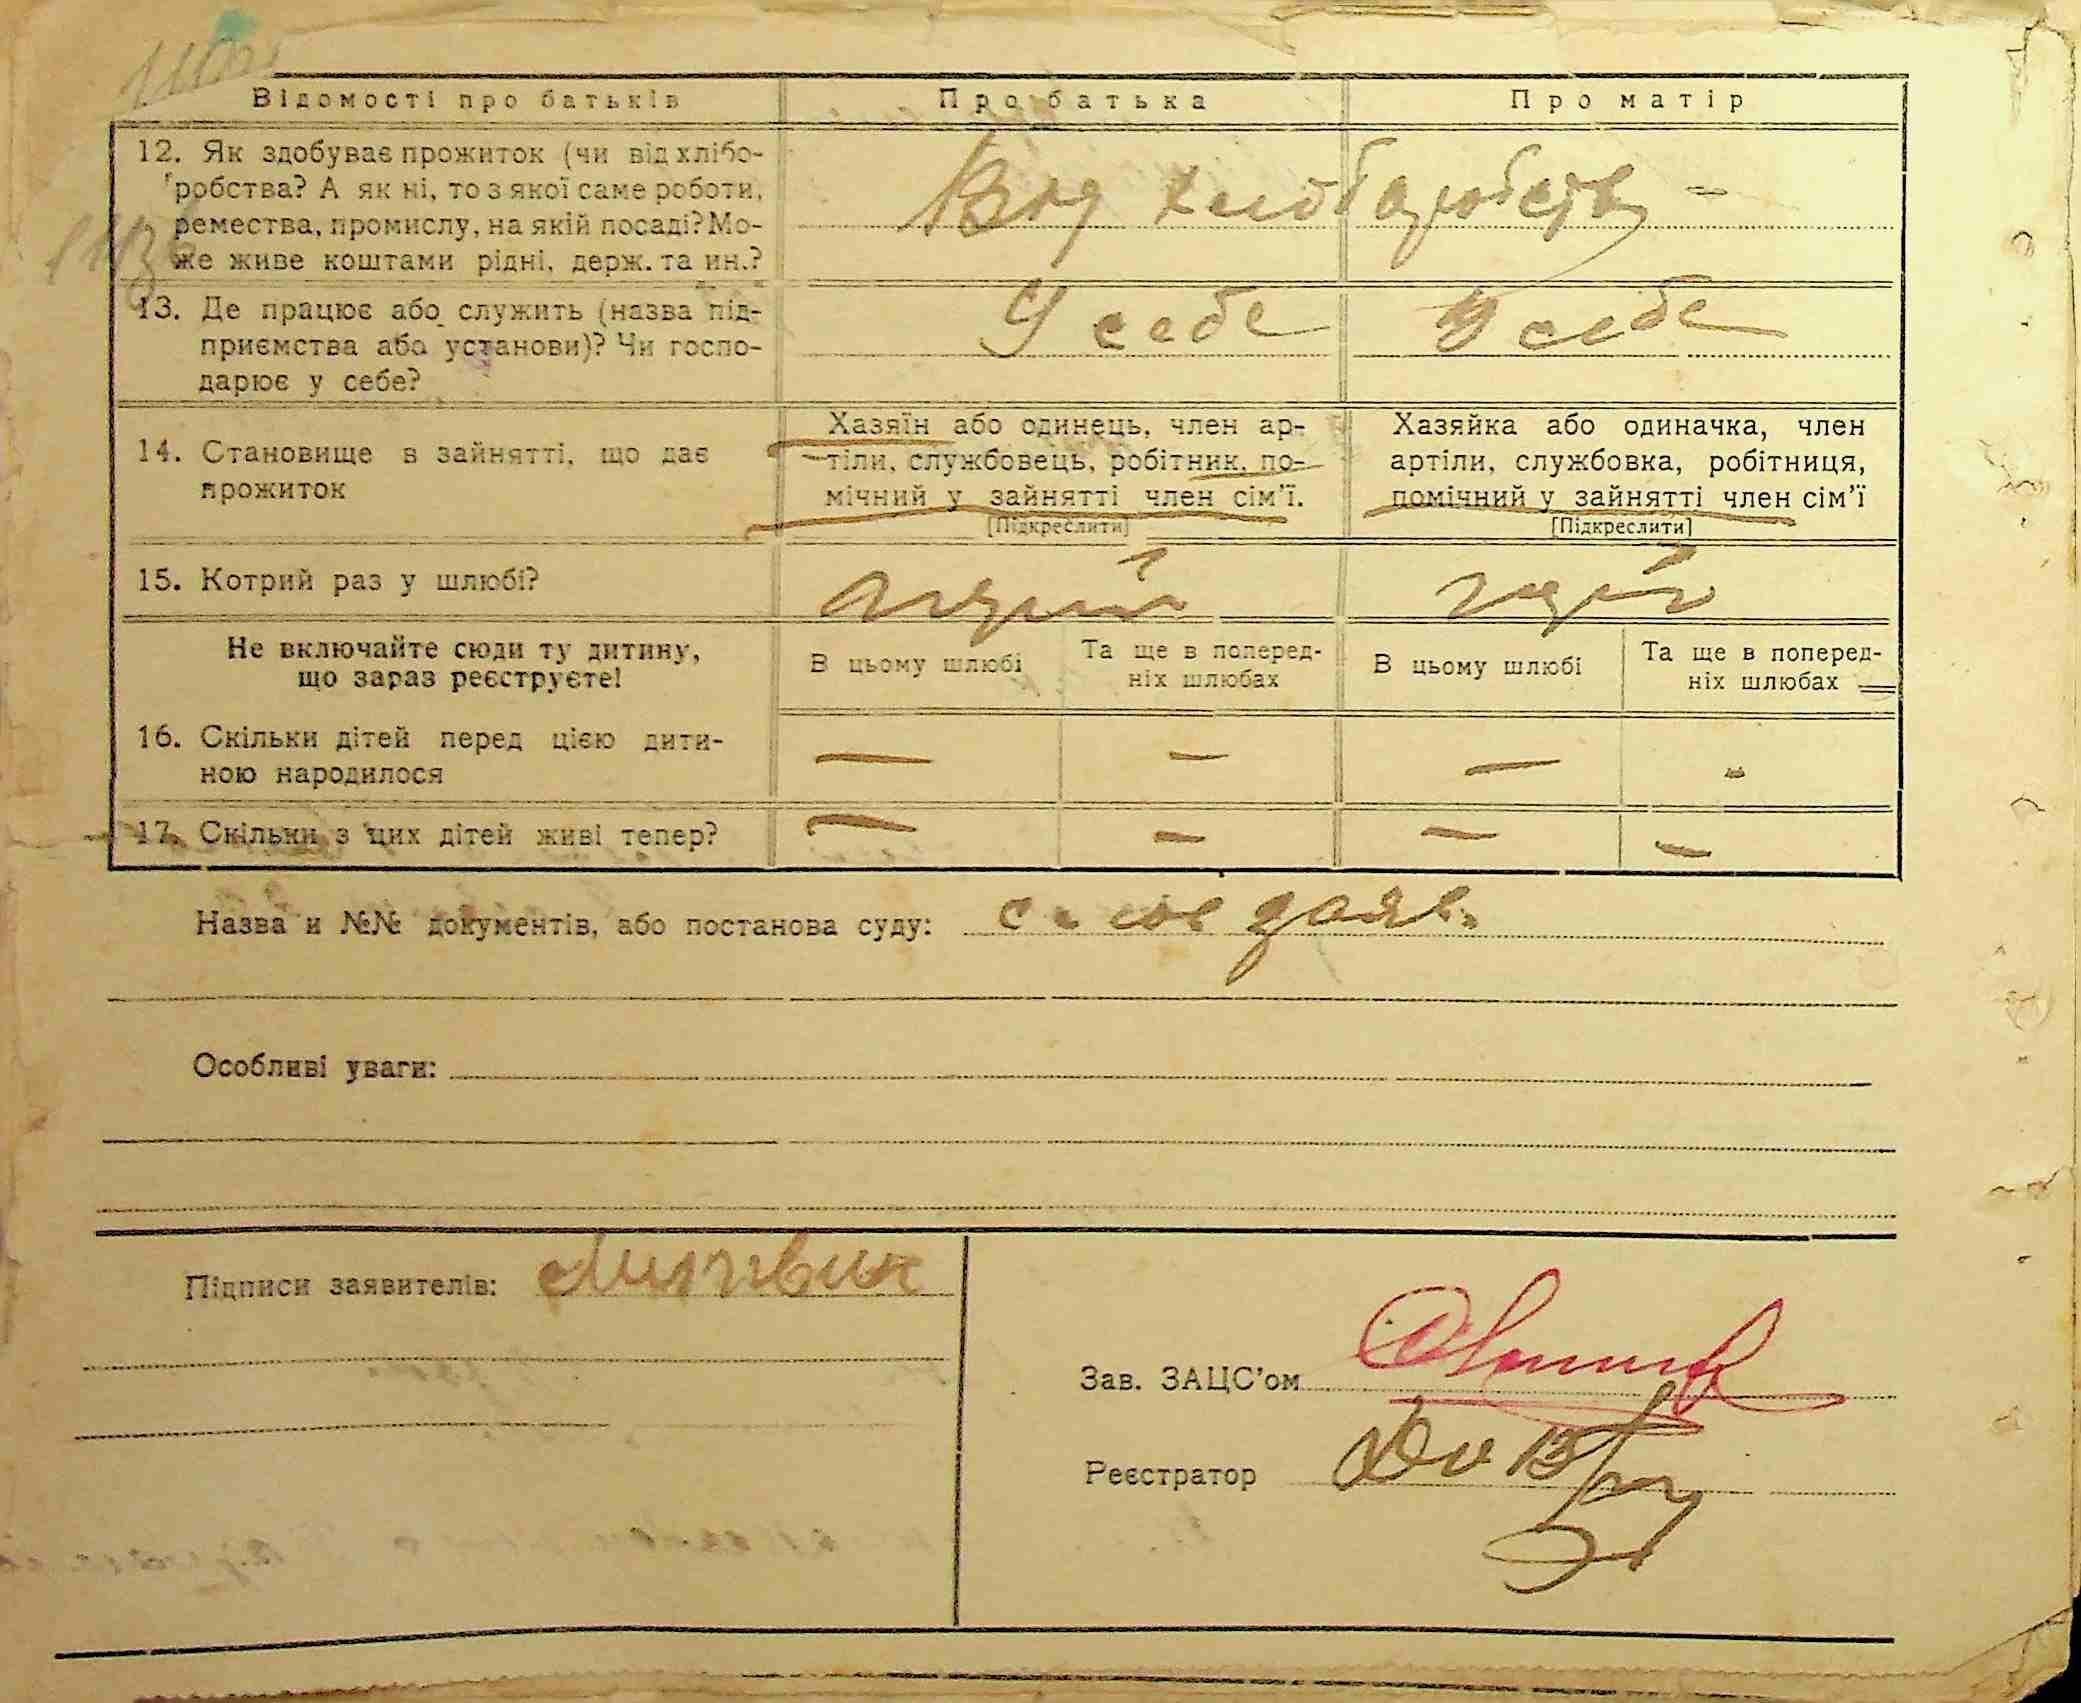 Відомості про батьків
Про батька
Про матір
12. Як здобуває прожиток (чи від хлібо-
робства? А як ні, то з якої саме роботи,
ремества, промислу, на якій посаді? Мо-
же живе коштами рідні, держ. та ин.?
Від хлоборобств
13. Де працює або служить (назва під-
приємства або установи)? Чи госпо-
дарює у себе?
У себе
У себе
14. Становище в зайнятті, що дає
прожиток
Хазяїн або одинець, член ар-
тіли, службовець, робітник, по-
мічний у зайнятті член сім'ї.
[Підкреслити]
Хазяйка або одиначка, член
артіли, службовка, робітниця,
помічний у зайнятті член сім'ї
[Підкреслити]
15. Котрий раз у шлюбі?
Не включайте сюди ту дитину,
що зараз реєструєте!
В цьому шлюбі
Та ще в поперед-
ніх шлюбах
В цьому шлюбі
Та ще в поперед-
ніх шлюбах
16. Скільки дітей перед цією дити-
ною народилося
— — — -
17. Скільки з цих дітей живі тепер?
— — — —
Назва и №№ документів, або постанова суду:
Особливі уваги:
Підписи заявителів: Литвин
Зав. ЗАЦС'ом
Реєстратор